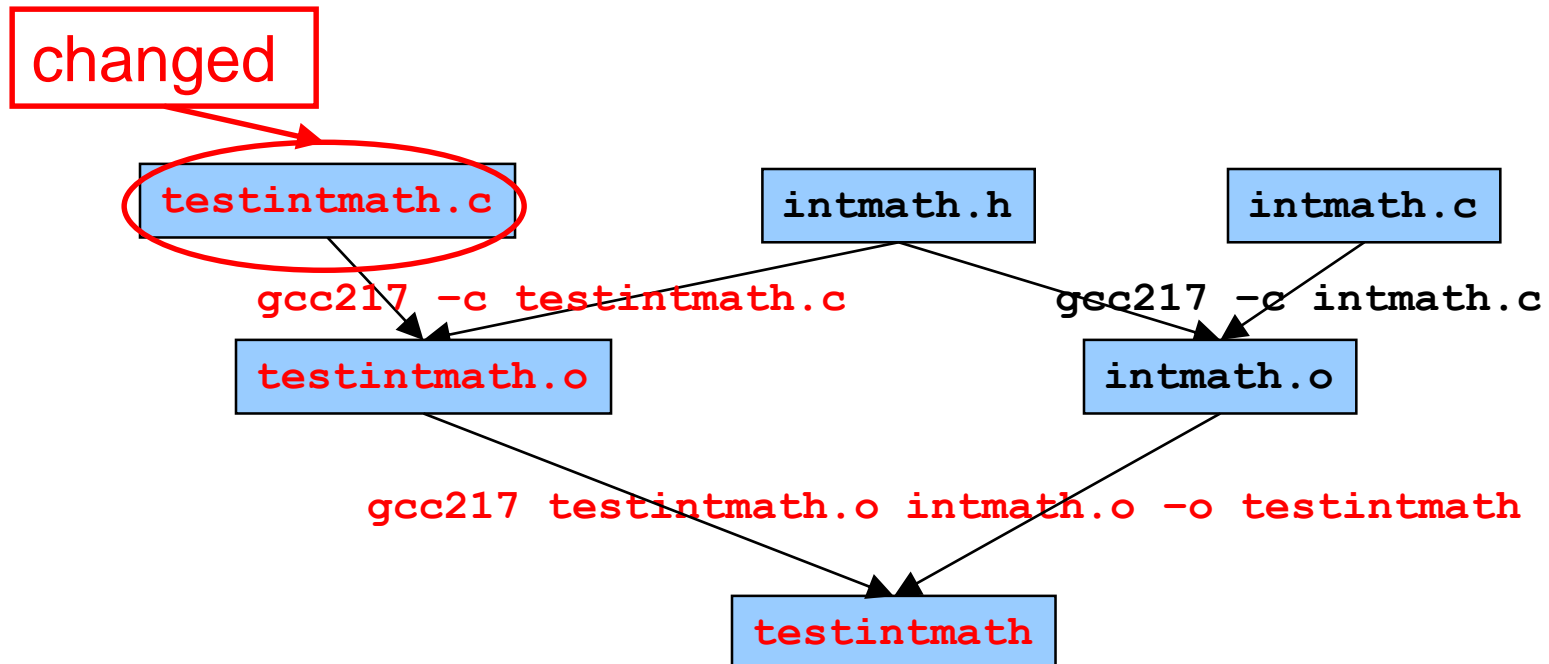 changed
testintmath.c
intmath.h
intmath.c
gcc217 –c testintmath.c
gcc217 –c intmath.c
testintmath.o
intmath.o
gcc217 testintmath.o intmath.o –o testintmath
testintmath